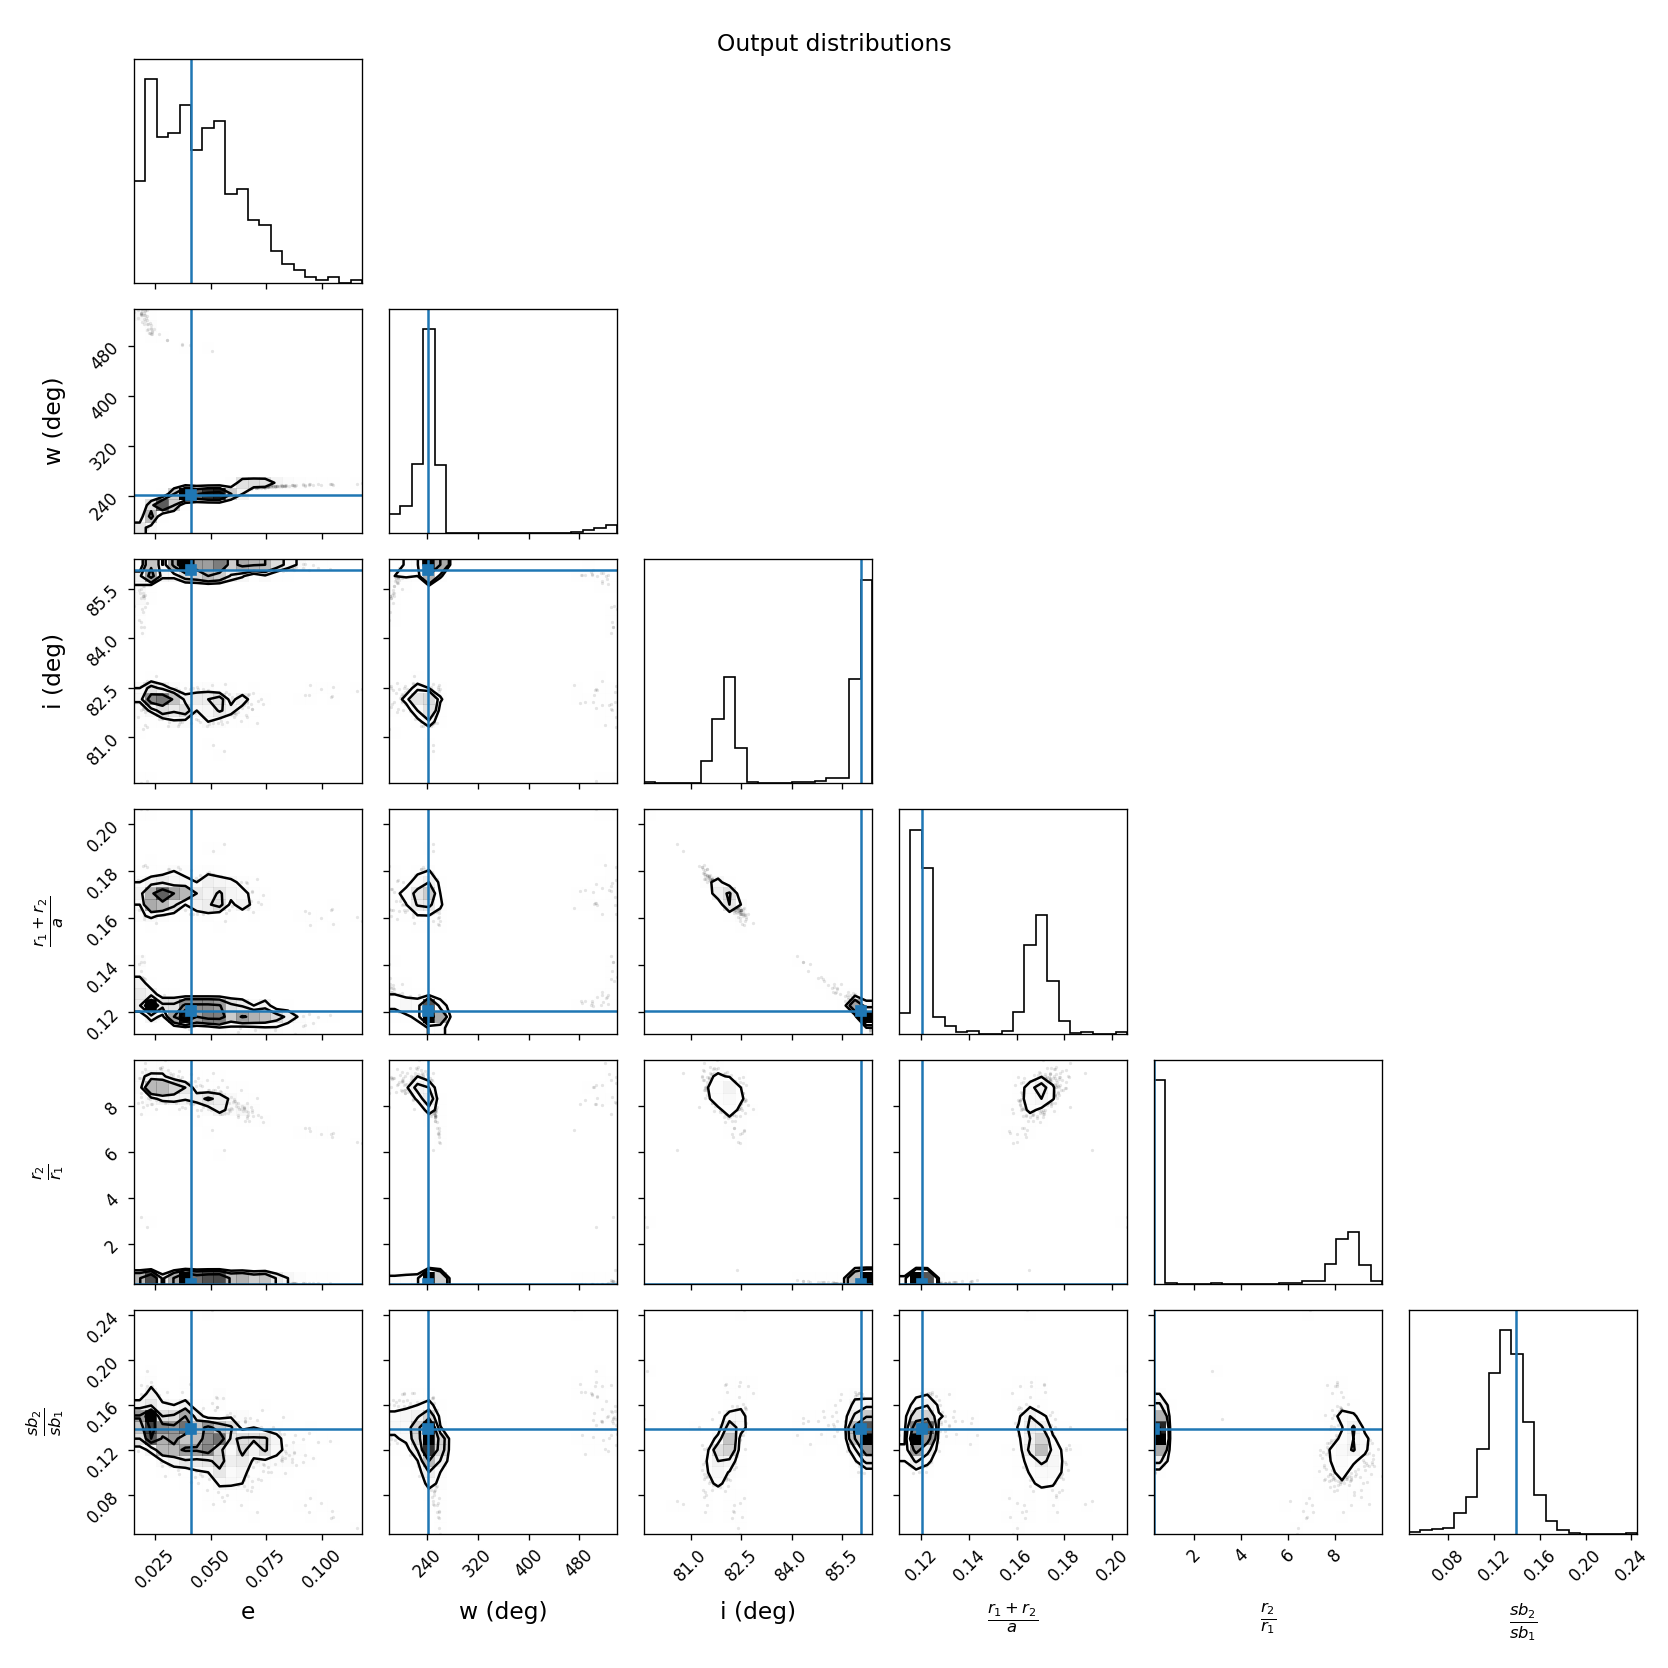 Output distributions
w (deg)
480
400
320
240
i (deg)
85.5
84.0
82.5
81.0
r₁ + r₂
a
0.20
0.18
0.16
0.14
0.12
r₂
r₁
8
6
4
2
sb₂
sb₁
0.24
0.20
0.16
0.12
0.08
0.025 0.050 0.075 0.100 240 320 400 480 81.0 82.5 84.0 85.5 0.12 0.14 0.16 0.18 0.20 2 4 6 8 0.08 0.12 0.16 0.20 0.24
e w (deg) i (deg) r₁ + r₂ r₂ sb₂
a r₁ sb₁